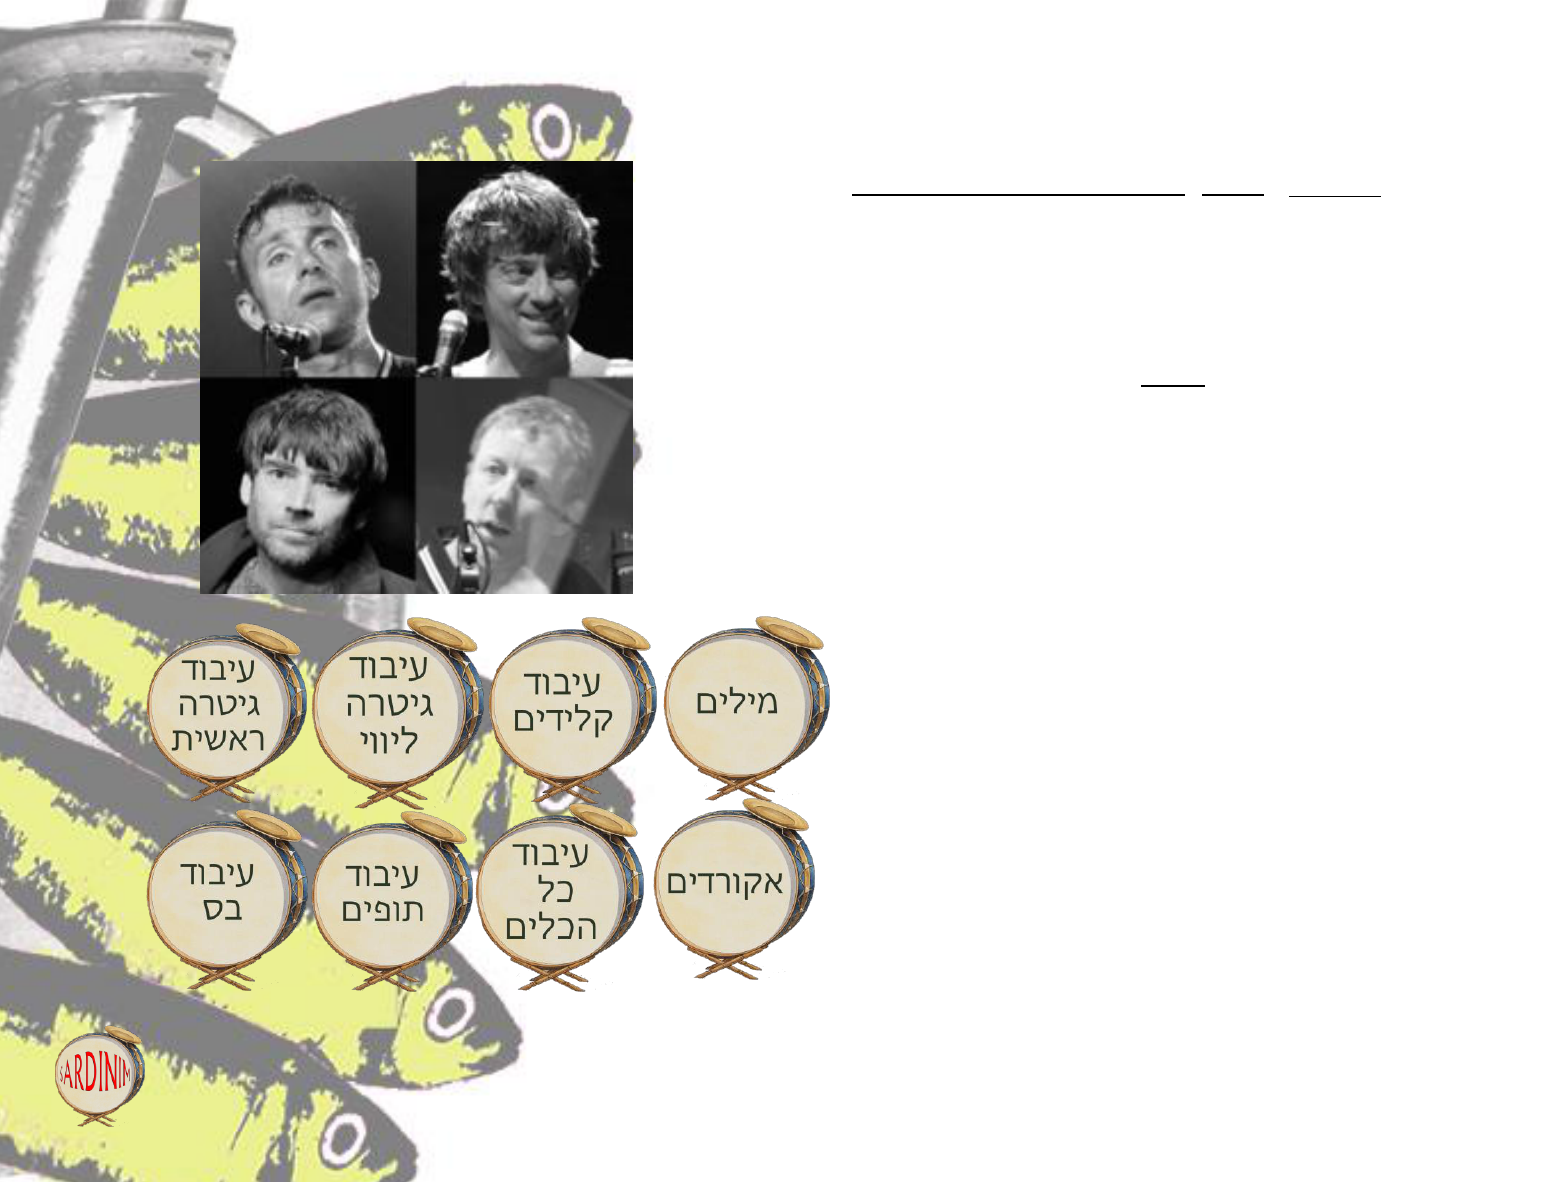 מילים
עיבוד
קלידים
עיבוד
גיטרה
ליווי
עיבוד
גיטרה
ראשית
אקורדים
עיבוד
כל
הכלים
עיבוד
תופים
עיבוד
בס
SARDINIM